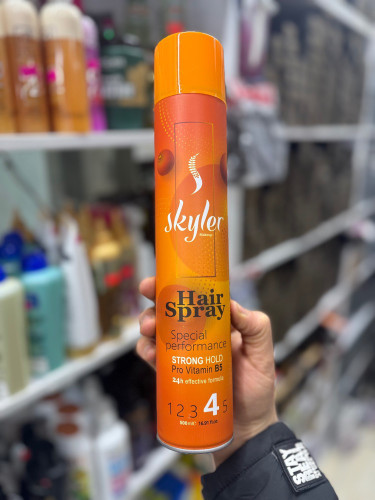 skyler
Hair
Spray
Special
performance
STRONG HOLD
Pro Vitamin B5
24h effective formula
1 2 3 4 5